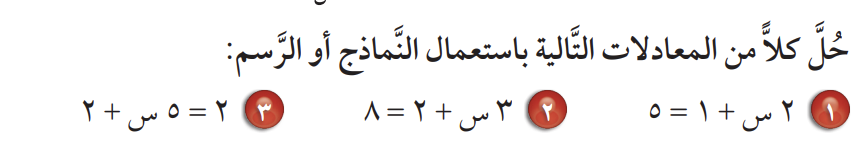 حُلَّ كلاًّ من المعادلات التَّالية باستعمال النَّماذج أو الرَّسم:
١ ٢ س + ١ = ٥ ٢ ٣ س + ٢ = ٨ ٣ ٢ = ٥ س + ٢